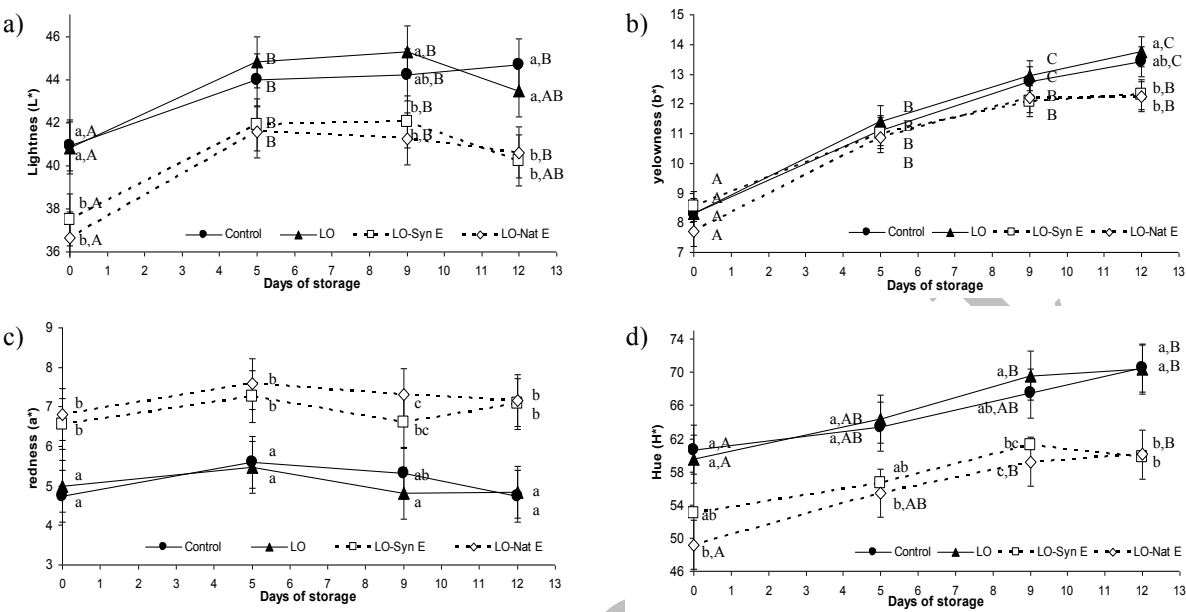 a)
46
44
41
39
36
Lightness (L*)
a,A
a,A
b,A
b,A
B
B
B
B
a,B
ab,B
b,B
b,B
a,B
a,AB
b,B
b,AB
Control LO LO-Syn E LO-Nat E
0 1 2 3 4 5 6 7 8 9 10 11 12 13
Days of storage
b)
15
14
13
12
11
10
9
8
7
yelowness (b*)
A
A
A
A
B
B
B
B
C
C
B
B
a,C
ab,C
b,B
b,B
Control LO LO-Syn E LO-Nat E
0 1 2 3 4 5 6 7 8 9 10 11 12 13
Days of storage
c)
9
8
7
6
5
4
3
redness (a*)
b
b
a
a
b
b
a
a
c
bc
ab
a
b
b
a
a
Control LO LO-Syn E LO-Nat E
0 1 2 3 4 5 6 7 8 9 10 11 12 13
Days of storage
d)
74
70
66
62
58
54
50
46
Hue (H*)
a,A
a,A
ab
b,A
a,AB
a,AB
ab
b,AB
a,B
ab,AB
bc
c,B
a,B
a,B
b,B
b
Control LO LO-Syn E LO-Nat E
0 1 2 3 4 5 6 7 8 9 10 11 12 13
Days of storage